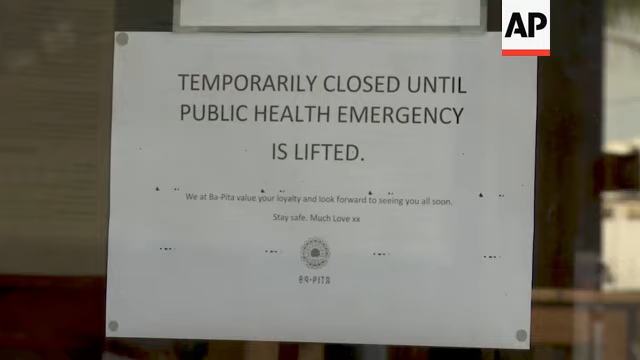 AP
TEMPORARILY CLOSED UNTIL
PUBLIC HEALTH EMERGENCY
IS LIFTED.
We at Ba-Pita value your loyalty and look forward to seeing you all soon.
Stay safe. Much Love xx
BA-PITA